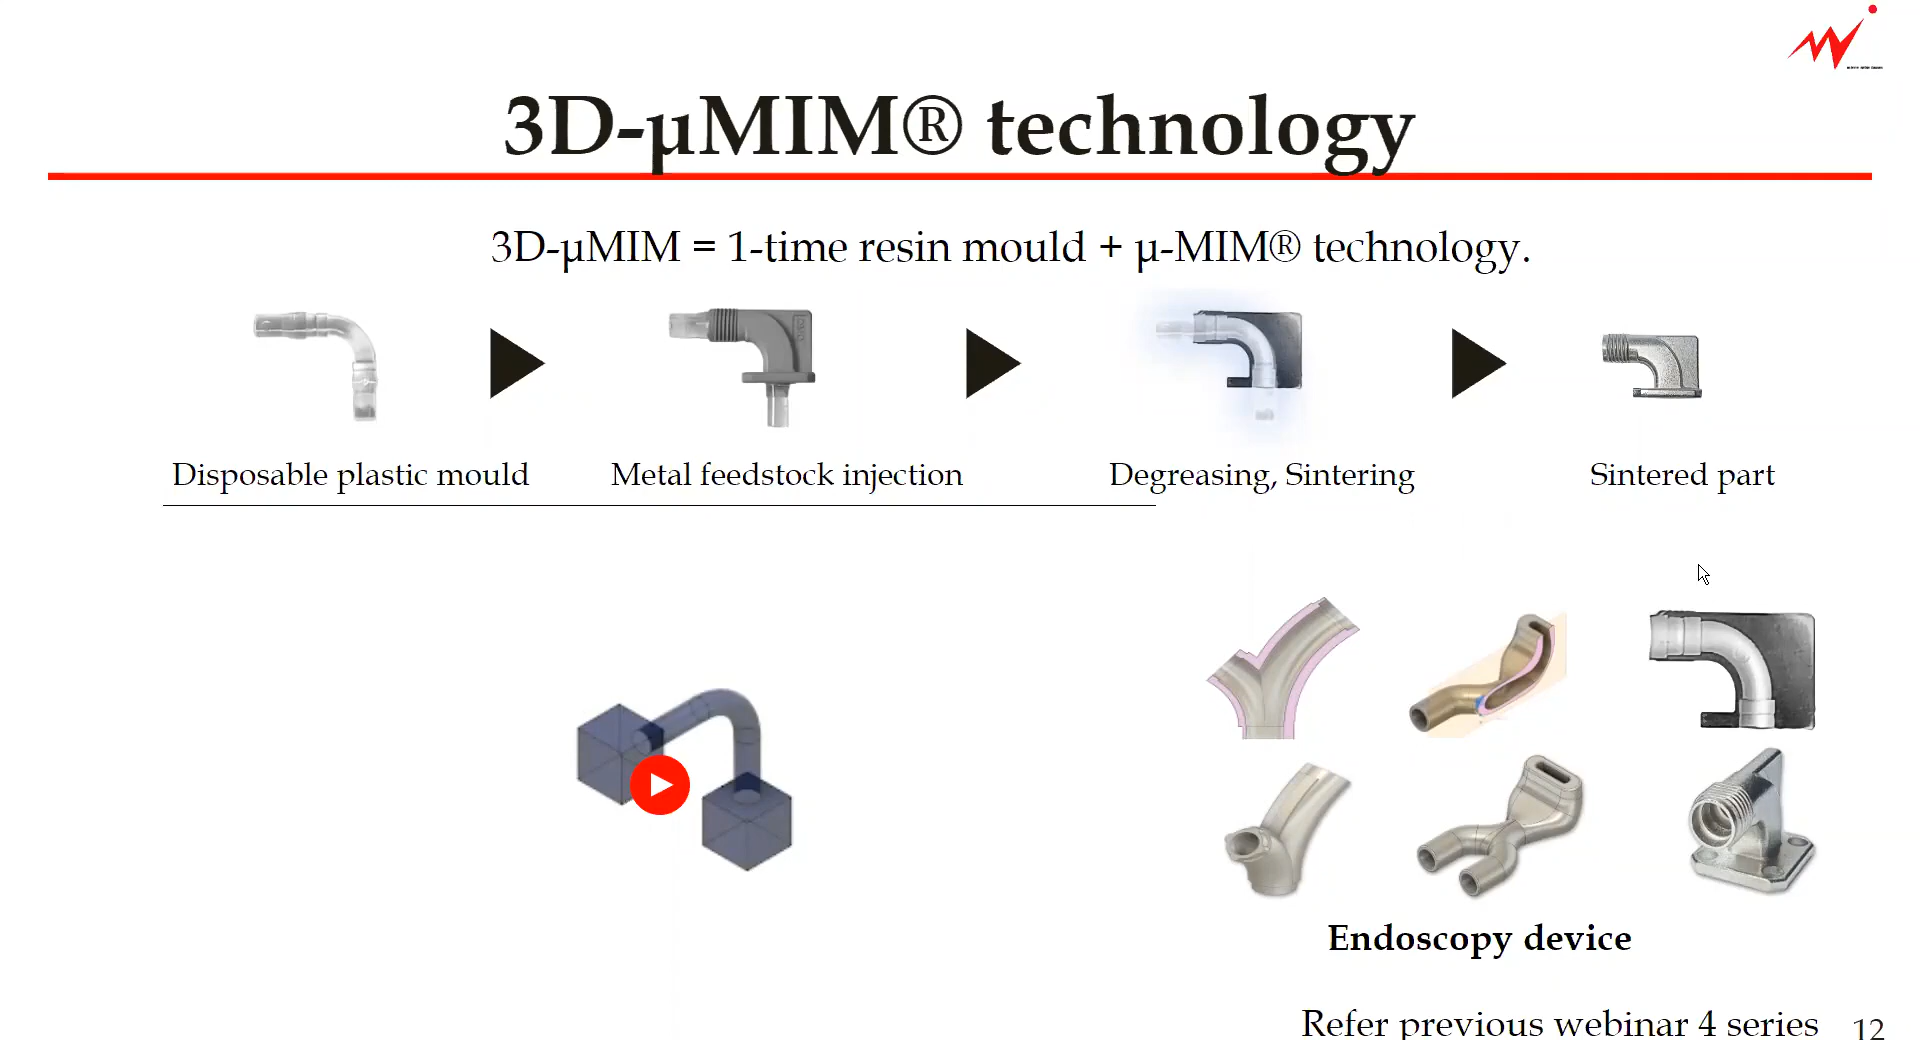 3D-μMIM® technology
3D-μMIM = 1-time resin mould + μ-MIM® technology.
Disposable plastic mould
Metal feedstock injection
Degreasing, Sintering
Sintered part
Endoscopy device
Refer previous webinar 4 series
12